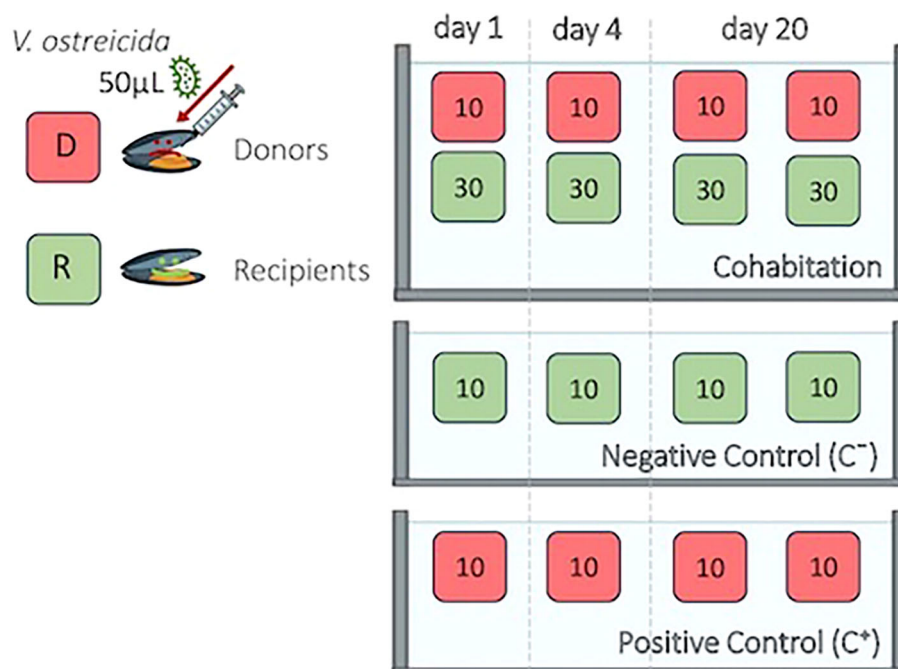 V. ostreicida
50µL
D
Donors
R
Recipients
day 1 day 4 day 20
10 10 10 10
30 30 30 30
Cohabitation
10 10 10 10
Negative Control (C⁻)
10 10 10 10
Positive Control (C⁺)